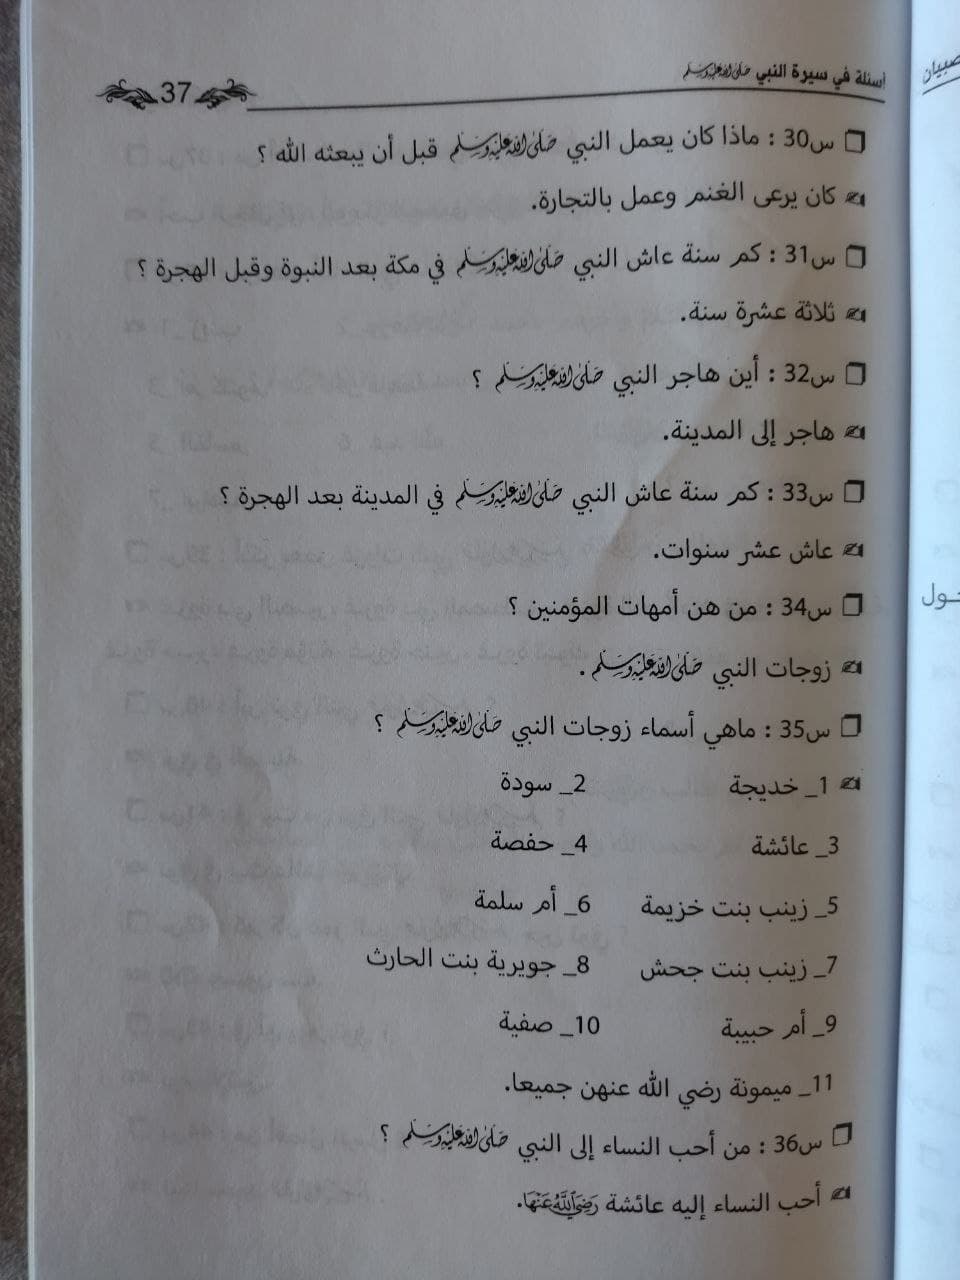 أسئلة في سيرة النبي ﷺ
37
س30 : ماذا كان يعمل النبي ﷺ قبل أن يبعثه الله ؟
كان يرعى الغنم وعمل بالتجارة.
س31 : كم سنة عاش النبي ﷺ في مكة بعد النبوة وقبل الهجرة ؟
ثلاثة عشرة سنة.
س32 : أين هاجر النبي ﷺ ؟
هاجر إلى المدينة.
س33 : كم سنة عاش النبي ﷺ في المدينة بعد الهجرة ؟
عاش عشر سنوات.
س34 : من هن أمهات المؤمنين ؟
زوجات النبي ﷺ .
س35 : ماهي أسماء زوجات النبي ﷺ ؟
1_ خديجة 2_ سودة
3_ عائشة 4_ حفصة
5_ زينب بنت خزيمة 6_ أم سلمة
7_ زينب بنت جحش 8_ جويرية بنت الحارث
9_ أم حبيبة 10_ صفية
11_ ميمونة رضي الله عنهن جميعا.
س36 : من أحب النساء إلى النبي ﷺ ؟
أحب النساء إليه عائشة رَضِيَ اللَّهُ عَنْهَا.